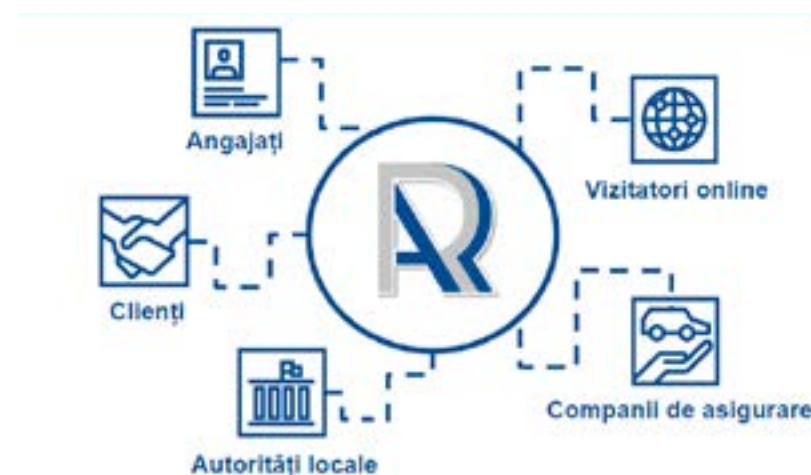 Angajați
Vizitatori online
Clienți
Companii de asigurare
Autorități locale